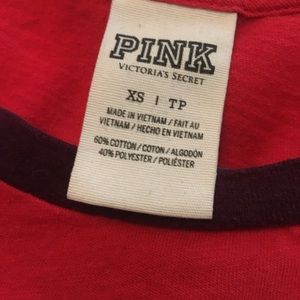 PINK
VICTORIA'S SECRET
XS | TP
MADE IN VIETNAM / FAIT AU
VIETNAM / HECHO EN VIETNAM
60% COTTON / COTON / ALGODÓN
40% POLYESTER / POLIÉSTER